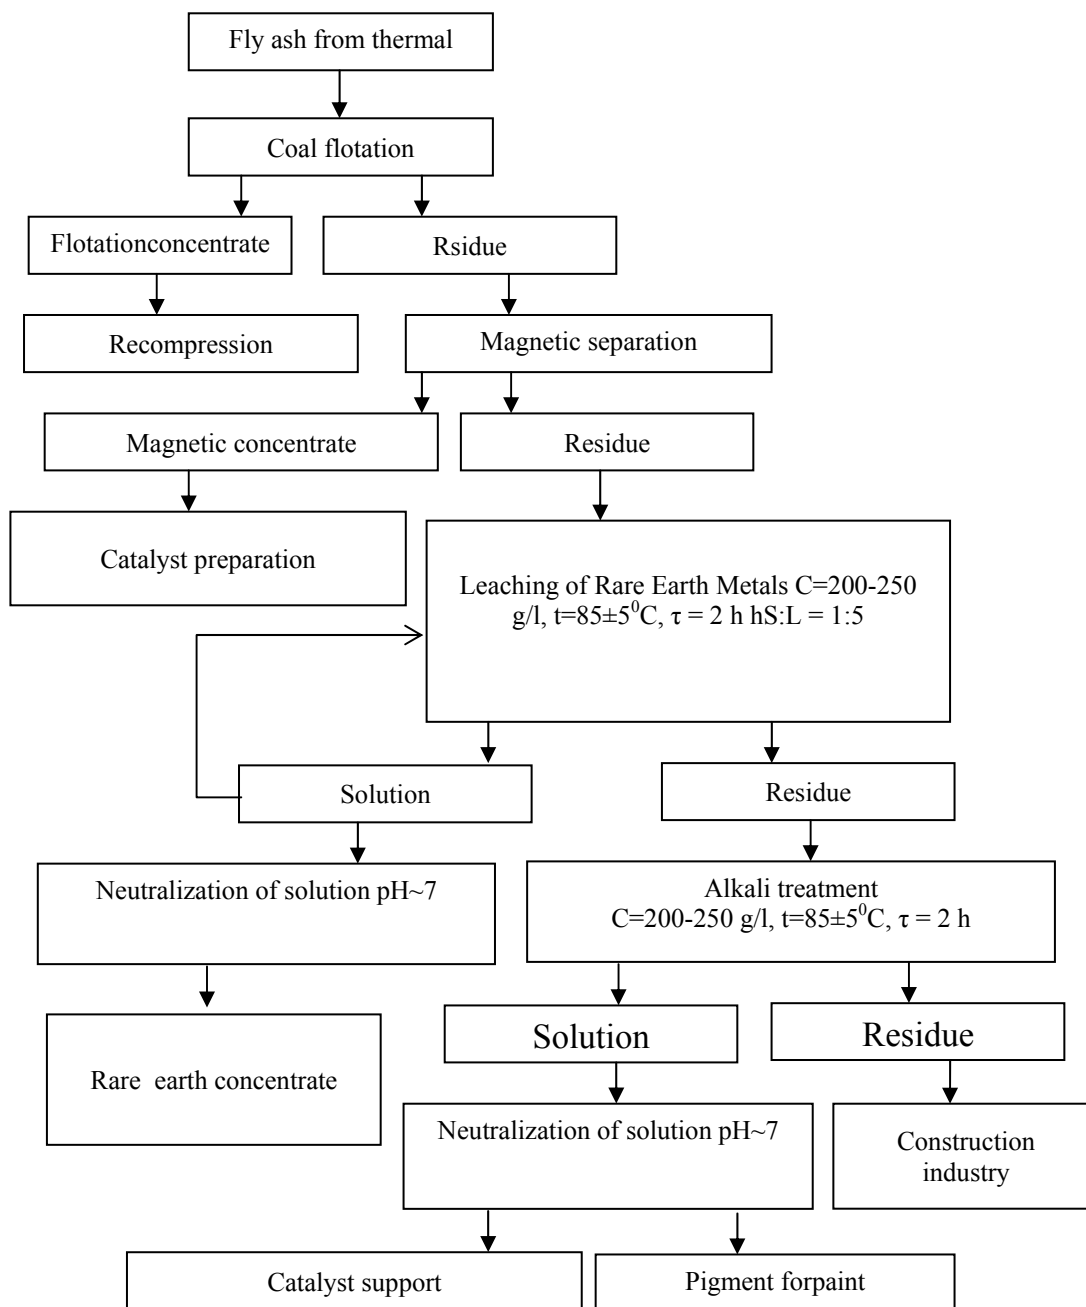 Fly ash from thermal
Coal flotation
Flotationconcentrate
Rsidue
Recompression
Magnetic separation
Magnetic concentrate
Residue
Catalyst preparation
Leaching of Rare Earth Metals C=200-250
g/l, t=85±5⁰C, τ = 2 h hS:L = 1:5
Solution
Residue
Neutralization of solution pH~7
Alkali treatment
C=200-250 g/l, t=85±5⁰C, τ = 2 h
Rare earth concentrate
Solution
Residue
Neutralization of solution pH~7
Construction
industry
Catalyst support
Pigment forpaint